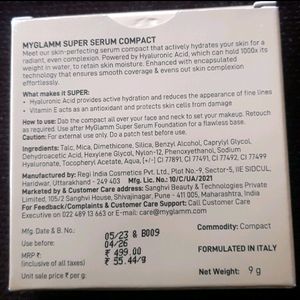 MYGLAMM SUPER SERUM COMPACT
Meet our skin-perfecting serum compact that actively hydrates your skin for a
radiant, even complexion. Powered by Hyaluronic Acid, which can hold 1000x its
weight in water, to retain skin moisture. Enhanced with encapsulated
technology that ensures smooth coverage & evens out skin complexion
effortlessly.
What makes it SUPER:
• Hyaluronic Acid provides active hydration and reduces the appearance of fine lines
• Vitamin E acts as an antioxidant and protects skin cells from damage
How to use: Dab the compact all over your face and neck to set your makeup. Retouch
as required. Use after MyGlamm Super Serum Foundation for a flawless base.
Caution: For external use only. Do a patch test before use.
Ingredients: Talc, Mica, Dimethicone, Silica, Benzyl Alcohol, Caprylyl Glycol,
Dehydroacetic Acid, Hexylene Glycol, Nylon-12, Phenoxyethanol, Sodium
Hyaluronate, Tocopheryl Acetate, Aqua, (+/-) CI 77891, CI 77491, CI 77492, CI 77499
Manufactured by: Regi India Cosmetics Pvt. Ltd., Plot No.-9, Sector-5, IIE SIDCUL,
Haridwar, Uttarakhand - 249 403 Mfg. Lic. No.: 10/C/UA/2021
Marketed by & Customer Care address: Sanghvi Beauty & Technologies Private
Limited, 105/2 Sanghvi House, Shivajinagar, Pune - 411 005, Maharashtra, India
For Feedback/Complaints & Customer Care Support: Call Customer Care
Executive on 022 489 13 663 or E-mail - care@myglamm.com
Mfg. Date & B. No.: 05/23 & B009
Use before: 04/26
MRP ₹: ₹ 499.00
(incl. of all taxes)
Unit sale price ₹ per g: ₹ 55.44/g
Commodity: Compact
FORMULATED IN ITALY
Net Weight: 9 g